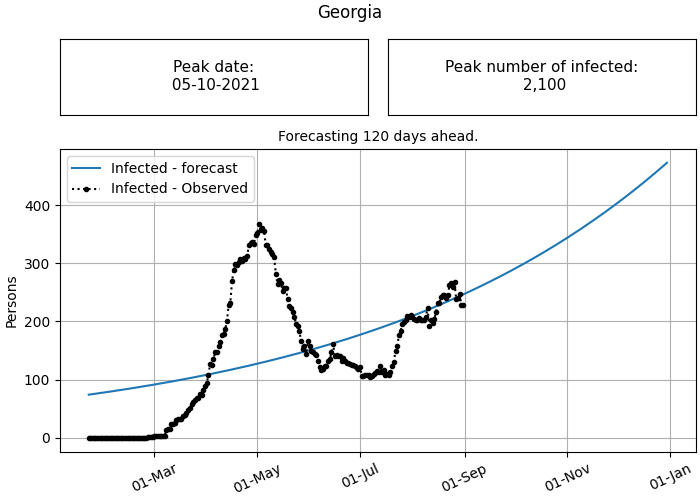 Georgia
Peak date:
05-10-2021
Peak number of infected:
2,100
Forecasting 120 days ahead.
Infected - forecast
Infected - Observed
Persons
400
300
200
100
0
01-Mar
01-May
01-Jul
01-Sep
01-Nov
01-Jan